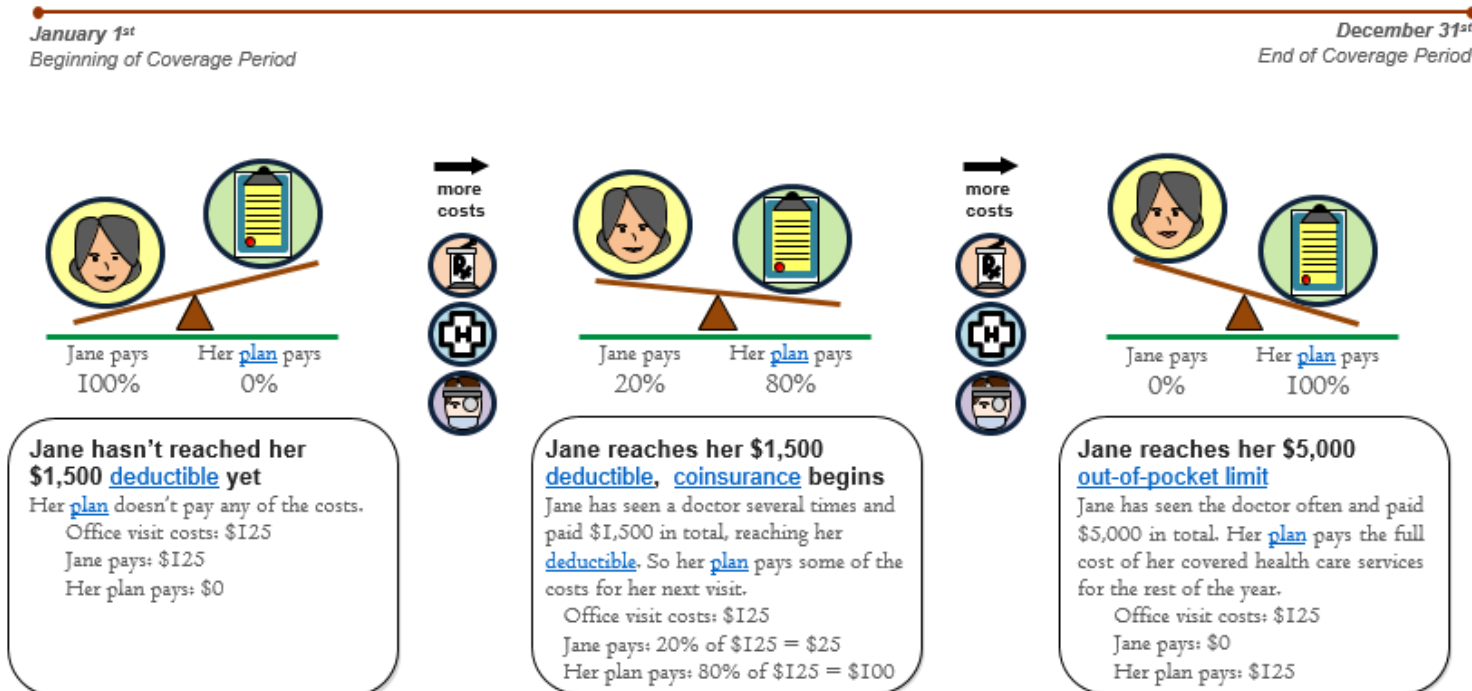 January 1st
Beginning of Coverage Period
December 31st
End of Coverage Period
Jane pays
100%
Her plan pays
0%
more
costs
Rx
H
Jane pays
20%
Her plan pays
80%
more
costs
Rx
H
Jane pays
0%
Her plan pays
100%
Jane hasn’t reached her
$1,500 deductible yet
Her plan doesn’t pay any of the costs.
Office visit costs: $125
Jane pays: $125
Her plan pays: $0
Jane reaches her $1,500
deductible, coinsurance begins
Jane has seen a doctor several times and
paid $1,500 in total, reaching her
deductible. So her plan pays some of the
costs for her next visit.
Office visit costs: $125
Jane pays: 20% of $125 = $25
Her plan pays: 80% of $125 = $100
Jane reaches her $5,000
out-of-pocket limit
Jane has seen the doctor often and paid
$5,000 in total. Her plan pays the full
cost of her covered health care services
for the rest of the year.
Office visit costs: $125
Jane pays: $0
Her plan pays: $125